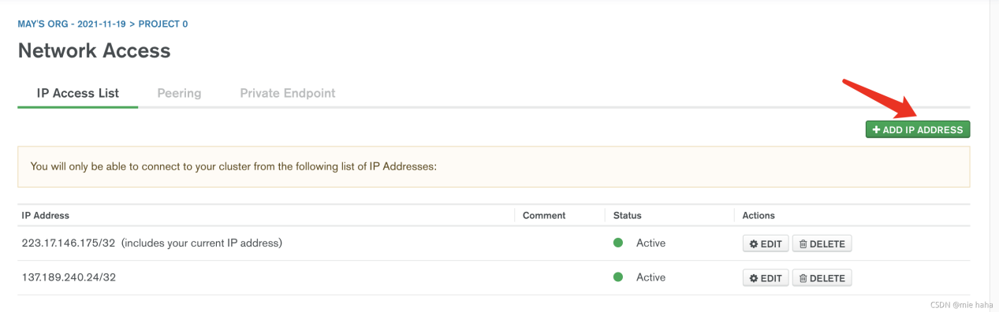 MAY'S ORG - 2021-11-19 > PROJECT 0
Network Access
IP Access List Peering Private Endpoint
+ ADD IP ADDRESS
You will only be able to connect to your cluster from the following list of IP Addresses:
IP Address Comment Status Actions
223.17.146.175/32 (includes your current IP address) Active EDIT DELETE
137.189.240.24/32 Active EDIT DELETE
CSDN @mie haha